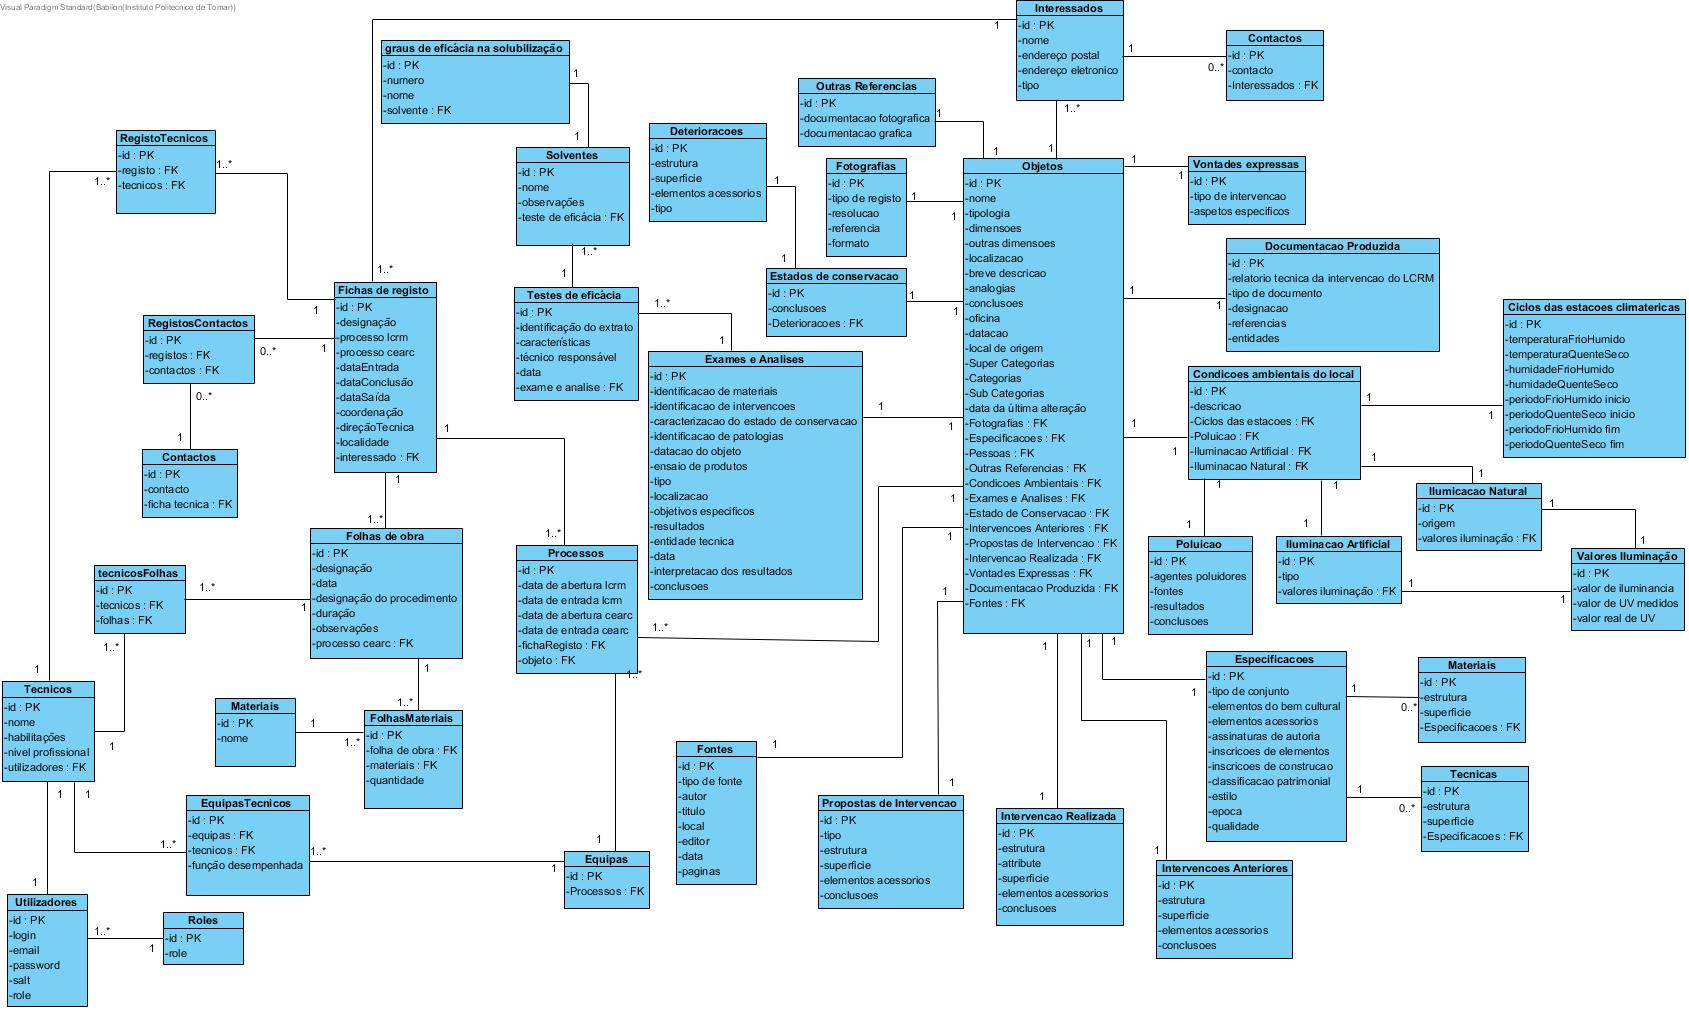 Visual Paradigm Standard(Babilon(Instituto Politecnico de Tomar))
Interessados
-id : PK
-nome
-endereço postal
-endereço eletronico
-tipo
1
1
0..*
1..*
1
Contactos
-id : PK
-contacto
-Interessados : FK
graus de eficácia na solubilização
-id : PK
-numero
-nome
-solvente : FK
1
1
Outras Referencias
-id : PK
-documentacao fotografica
-documentacao grafica
1
1
RegistoTecnicos
-id : PK
-registo : FK
-tecnicos : FK
1..*
1..*
Deterioracoes
-id : PK
-estrutura
-superficie
-elementos acessorios
-tipo
1
1
Solventes
-id : PK
-nome
-observações
-teste de eficácia : FK
1..*
1
Fotografias
-id : PK
-tipo de registo
-resolucao
-referencia
-formato
1
1
Objetos
-id : PK
-nome
-tipologia
-dimensoes
-outras dimensoes
-localizacao
-breve descricao
-analogias
-conclusoes
-oficina
-datacao
-local de origem
-Super Categorias
-Categorias
-Sub Categorias
-data da última alteração
-Fotografias : FK
-Especificacoes : FK
-Pessoas : FK
-Outras Referencias : FK
-Condicoes Ambientais : FK
-Exames e Analises : FK
-Estado de Conservacao : FK
-Intervencoes Anteriores : FK
-Propostas de Intervencao : FK
-Intervencao Realizada : FK
-Vontades Expressas : FK
-Documentacao Produzida : FK
-Fontes : FK
1
1
Vontades expressas
-id : PK
-tipo de intervencao
-aspetos especificos
Documentacao Produzida
-id : PK
-relatorio tecnica da intervencao do LCRM
-tipo de documento
-designacao
-referencias
-entidades
1
1
Estados de conservacao
-id : PK
-conclusoes
-Deterioracoes : FK
1
1
1..*
Fichas de registo
-id : PK
-designação
-processo lcrm
-processo cearc
-dataEntrada
-dataConclusão
-dataSaída
-coordenação
-direçãoTecnica
-localidade
-interessado : FK
1
1
1
1
Testes de eficácia
-id : PK
-identificação do extrato
-características
-técnico responsável
-data
-exame e analise : FK
1..*
1
Ciclos das estacoes climatericas
-id : PK
-temperaturaFrioHumido
-temperaturaQuenteSeco
-humidadeFrioHumido
-humidadeQuenteSeco
-periodoFrioHumido inicio
-periodoQuenteSeco inicio
-periodoFrioHumido fim
-periodoQuenteSeco fim
RegistosContactos
-id : PK
-registos : FK
-contactos : FK
0..*
0..*
1
Exames e Analises
-id : PK
-identificacao de materiais
-identificacao de intervencoes
-caracterizacao do estado de conservacao
-identificacao de patologias
-datacao do objeto
-ensaio de produtos
-tipo
-localizacao
-objetivos especificos
-resultados
-entidade tecnica
-data
-interpretacao dos resultados
-conclusoes
1
1
Condicoes ambientais do local
-id : PK
-descricao
-Ciclos das estacoes : FK
-Poluicao : FK
-Iluminacao Artificial : FK
-Iluminacao Natural : FK
1
1
1
1
1
1
1
1
1
1
Contactos
-id : PK
-contacto
-ficha tecnica : FK
Ilumicacao Natural
-id : PK
-origem
-valores iluminação : FK
1
1
Folhas de obra
-id : PK
-designação
-data
-designação do procedimento
-duração
-observações
-processo cearc : FK
1..*
1
1
Processos
-id : PK
-data de abertura lcrm
-data de entrada lcrm
-data de abertura cearc
-data de entrada cearc
-fichaRegisto : FK
-objeto : FK
1..*
1..*
1..*
1
1
Poluicao
-id : PK
-agentes poluidores
-fontes
-resultados
-conclusoes
Iluminacao Artificial
-id : PK
-tipo
-valores iluminação : FK
1
1
Valores Iluminação
-id : PK
-valor de iluminancia
-valor de UV medidos
-valor real de UV
tecnicosFolhas
-id : PK
-tecnicos : FK
-folhas : FK
1..*
1..*
1
1
1
1
1
Especificacoes
-id : PK
-tipo de conjunto
-elementos do bem cultural
-elementos acessorios
-assinaturas de autoria
-inscricoes de elementos
-inscricoes de construcao
-classificacao patrimonial
-estilo
-epoca
-qualidade
1
1
0..*
1
0..*
Materiais
-id : PK
-estrutura
-superficie
-Especificacoes : FK
Tecnicos
-id : PK
-nome
-habilitações
-nivel profissional
-utilizadores : FK
1
1
1
1
Materiais
-id : PK
-nome
1
1..*
1..*
FolhasMateriais
-id : PK
-folha de obra : FK
-materiais : FK
-quantidade
Fontes
-id : PK
-tipo de fonte
-autor
-titulo
-local
-editor
-data
-paginas
1
Tecnicas
-id : PK
-estrutura
-superficie
-Especificacoes : FK
EquipasTecnicos
-id : PK
-equipas : FK
-tecnicos : FK
-função desempenhada
1..*
1..*
1
1
Equipas
-id : PK
-Processos : FK
Propostas de Intervencao
-id : PK
-tipo
-estrutura
-superficie
-elementos acessorios
-conclusoes
1
Intervencao Realizada
-id : PK
-estrutura
-attribute
-superficie
-elementos acessorios
-conclusoes
1
Intervencoes Anteriores
-id : PK
-estrutura
-superficie
-elementos acessorios
-conclusoes
1
Utilizadores
-id : PK
-login
-email
-password
-salt
-role
1
1..*
1
Roles
-id : PK
-role